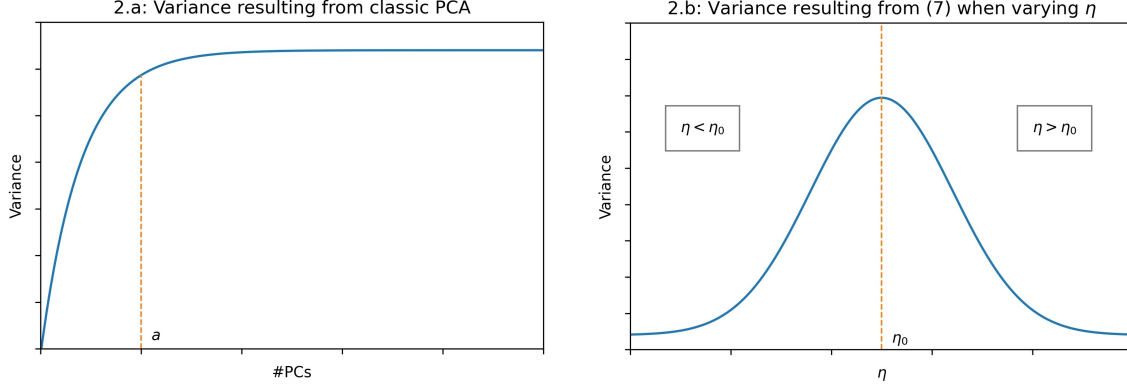 2.a: Variance resulting from classic PCA
Variance
a
#PCs
2.b: Variance resulting from (7) when varying η
η < η₀
η > η₀
Variance
η₀
η